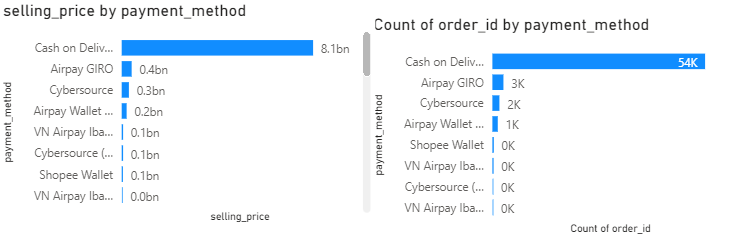 selling_price by payment_method
Cash on Deliv... 8.1bn
Airpay GIRO 0.4bn
Cybersource 0.3bn
Airpay Wallet ... 0.2bn
VN Airpay Iba... 0.1bn
Cybersource (... 0.1bn
Shopee Wallet 0.1bn
VN Airpay Iba... 0.0bn
payment_method
selling_price
Count of order_id by payment_method
Cash on Deliv... 54K
Airpay GIRO 3K
Cybersource 2K
Airpay Wallet ... 1K
Shopee Wallet 0K
VN Airpay Iba... 0K
Cybersource (... 0K
VN Airpay Iba... 0K
payment_method
Count of order_id